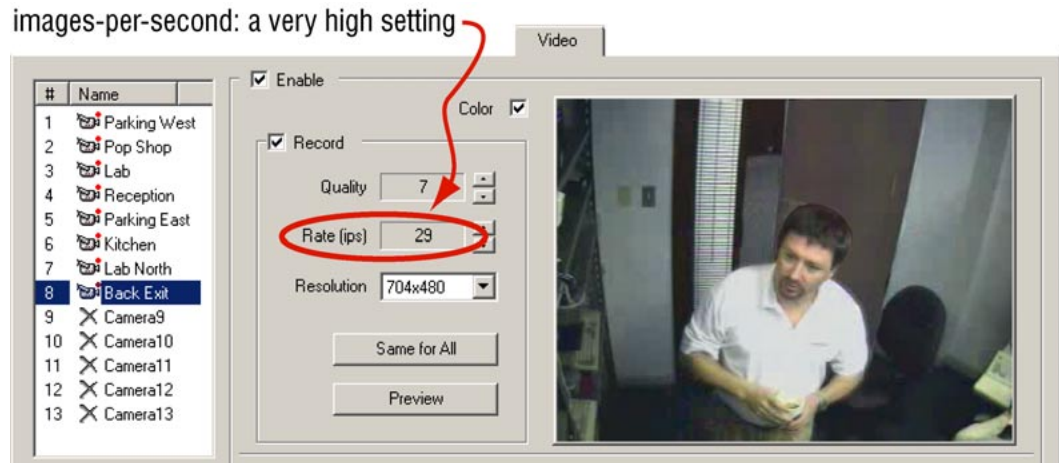 images-per-second: a very high setting
Video
# Name
1 Parking West
2 Pop Shop
3 Lab
4 Reception
5 Parking East
6 Kitchen
7 Lab North
8 Back Exit
9 Camera9
10 Camera10
11 Camera11
12 Camera12
13 Camera13
Enable
Color
Record
Quality 7
Rate (ips) 29
Resolution 704x480
Same for All
Preview